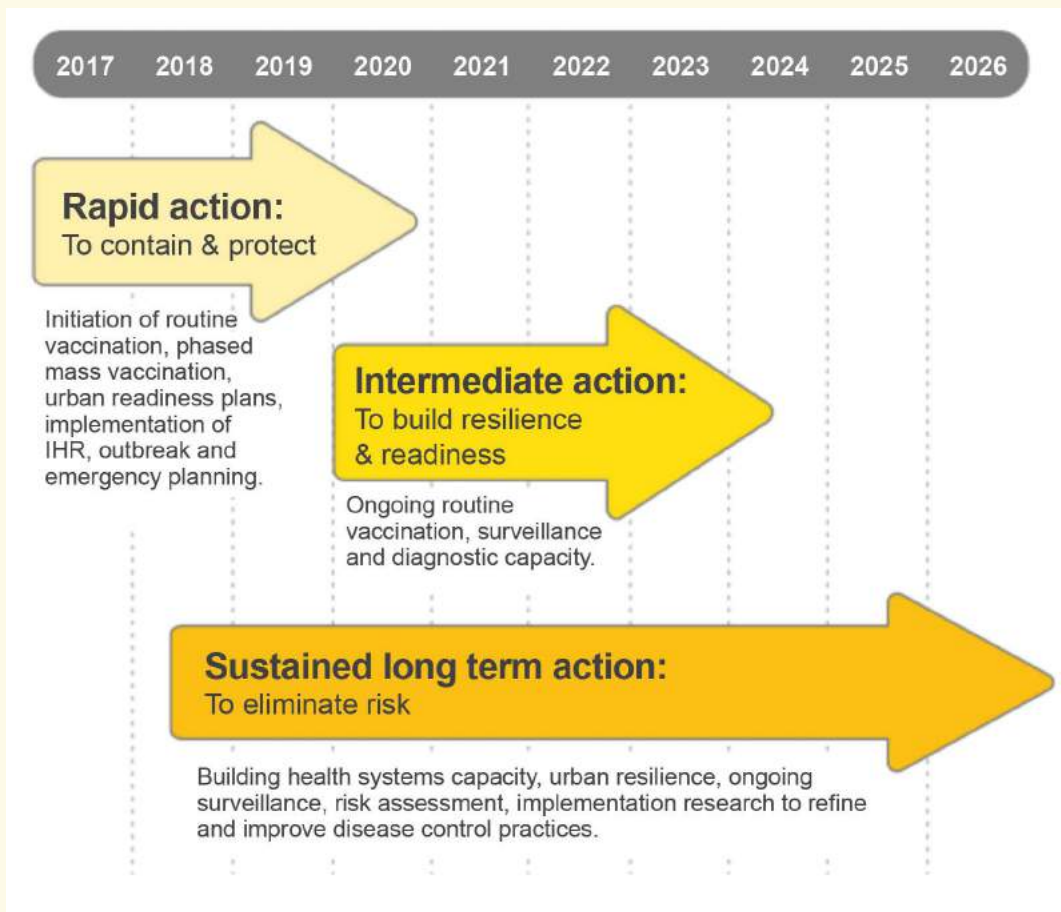 2017 2018 2019 2020 2021 2022 2023 2024 2025 2026
Rapid action:
To contain & protect
Initiation of routine
vaccination, phased
mass vaccination,
urban readiness plans,
implementation of
IHR, outbreak and
emergency planning.
Intermediate action:
To build resilience
& readiness
Ongoing routine
vaccination, surveillance
and diagnostic capacity.
Sustained long term action:
To eliminate risk
Building health systems capacity, urban resilience, ongoing
surveillance, risk assessment, implementation research to refine
and improve disease control practices.